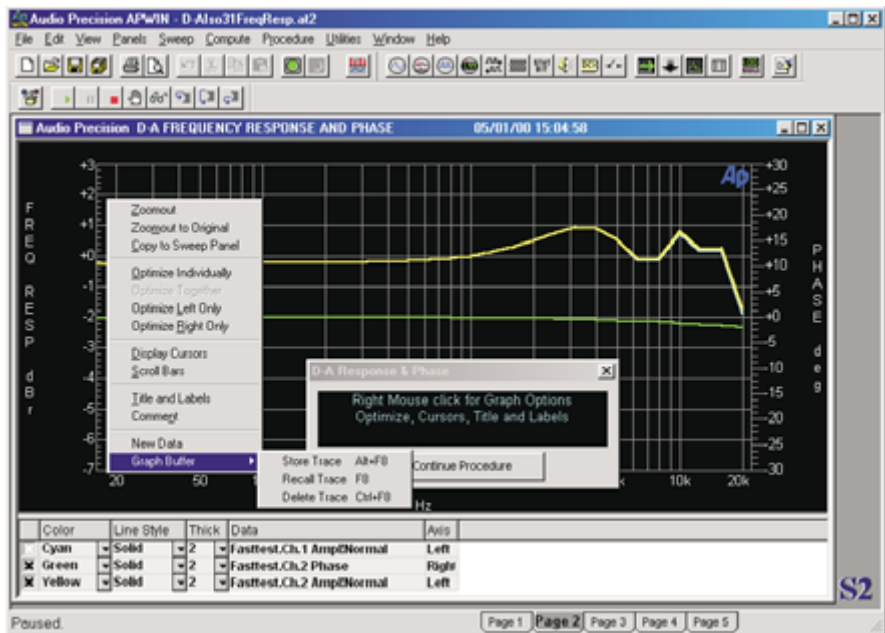 Audio Precision APWIN - D-Also31FreqResp.at2
File Edit View Panels Sweep Compute Procedure Utilities Window Help
Audio Precision D-A FREQUENCY RESPONSE AND PHASE 05/01/00 15:04:58
Ap
+3
+2
+1
+0
-1
-2
-3
-4
-5
-6
-7
FREQ RESP dBr
+30
+25
+20
+15
+10
+5
+0
-5
-10
-15
-20
-25
-30
PHASE deg
Zoomout
Zoomout to Original
Copy to Sweep Panel
Optimize Individually
Optimize Together
Optimize Left Only
Optimize Right Only
Display Cursors
Scroll Bars
Title and Labels
Comment
New Data
Graph Buffer
Store Trace Alt+F8
Recall Trace F8
Delete Trace Ctrl+F8
D-A Response & Phase
Right Mouse click for Graph Options
Optimize, Cursors, Title and Labels
Continue Procedure
20 50 k 10k 20k
Hz
Color Line Style Thick Data Axis
Cyan Solid 2 Fasttest.Ch.1 Ampl Normal Left
Green Solid 2 Fasttest.Ch.2 Phase Right
Yellow Solid 2 Fasttest.Ch.2 Ampl Normal Left
S2
Paused.
Page 1 Page 2 Page 3 Page 4 Page 5